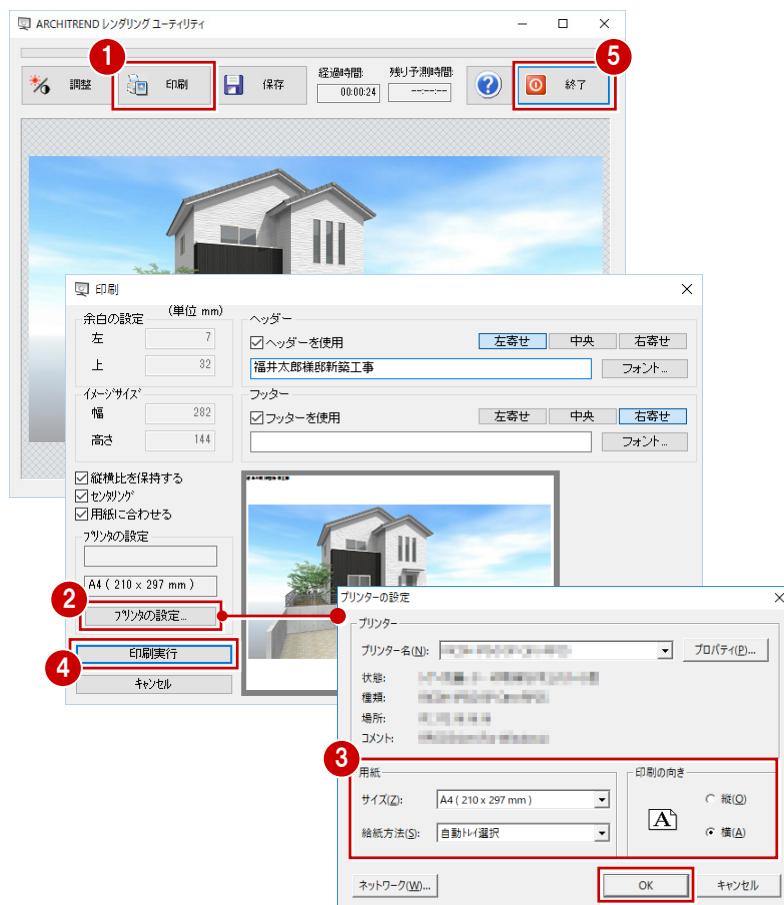 ARCHITREND レンダリング ユーティリティ
1
5
調整
印刷
保存
経過時間:
00:00:24
残り予測時間:
--:--:--
終了
印刷
余白の設定
(単位 mm)
左
7
上
32
イメージサイズ
幅
282
高さ
144
ヘッダー
ヘッダーを使用
左寄せ
中央
右寄せ
福井太郎様邸新築工事
フォント...
フッター
フッターを使用
左寄せ
中央
右寄せ
フォント...
縦横比を保持する
センタリング
用紙に合わせる
プリンタの設定
A4 ( 210 x 297 mm )
2
プリンタの設定...
印刷実行
4
キャンセル
プリンターの設定
プリンター
プリンター名(N):
プロパティ(P)...
状態:
種類:
場所:
コメント:
3
用紙
サイズ(Z):
A4 ( 210 x 297 mm )
給紙方法(S):
自動トレイ選択
印刷の向き
A
縦(O)
横(A)
ネットワーク(W)...
OK
キャンセル